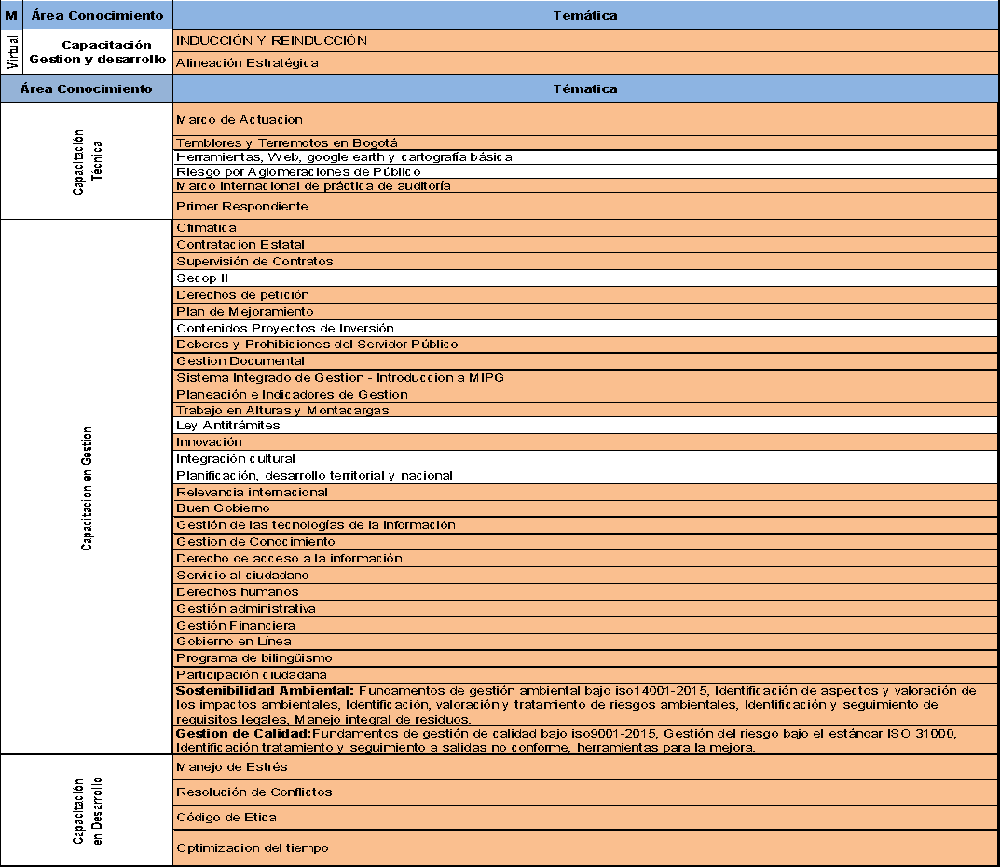 M Área Conocimiento Temática
Virtual
Capacitación
Gestion y desarrollo
INDUCCIÓN Y REINDUCCIÓN
Alineación Estratégica
Área Conocimiento Tématica
Capacitación
Técnica
Marco de Actuacion
Temblores y Terremotos en Bogotá
Herramientas, Web, google earth y cartografía básica
Riesgo por Aglomeraciones de Público
Marco Internacional de práctica de auditoría
Primer Respondiente
Capacitacion en Gestion
Ofimatica
Contratacion Estatal
Supervisión de Contratos
Secop II
Derechos de petición
Plan de Mejoramiento
Contenidos Proyectos de Inversión
Deberes y Prohibiciones del Servidor Público
Gestion Documental
Sistema Integrado de Gestion - Introduccion a MIPG
Planeación e Indicadores de Gestion
Trabajo en Alturas y Montacargas
Ley Antitrámites
Innovación
Integración cultural
Planificación, desarrollo territorial y nacional
Relevancia internacional
Buen Gobierno
Gestión de las tecnologías de la información
Gestion de Conocimiento
Derecho de acceso a la información
Servicio al ciudadano
Derechos humanos
Gestión administrativa
Gestión Financiera
Gobierno en Línea
Programa de bilingüismo
Participación ciudadana
Sostenibilidad Ambiental: Fundamentos de gestión ambiental bajo iso14001-2015, Identificación de aspectos y valoración de
los impactos ambientales, Identificación, valoración y tratamiento de riesgos ambientales, Identificación y seguimiento de
requisitos legales, Manejo integral de residuos.
Gestion de Calidad:Fundamentos de gestión de calidad bajo iso9001-2015, Gestión del riesgo bajo el estándar ISO 31000,
Identificación tratamiento y seguimiento a salidas no conforme, herramientas para la mejora.
Capacitación
en Desarrollo
Manejo de Estrés
Resolución de Conflictos
Código de Etica
Optimizacion del tiempo